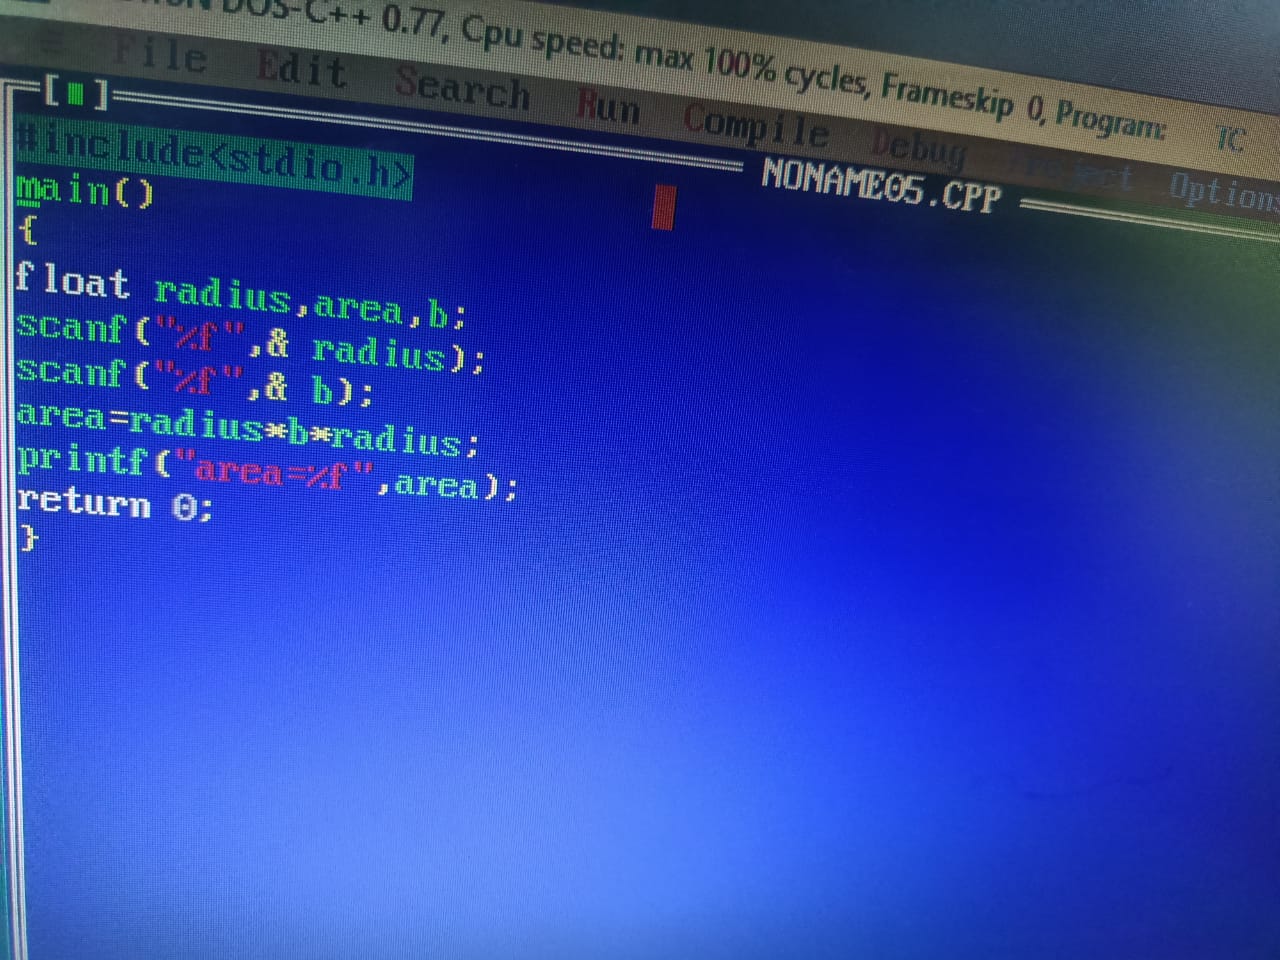 DOS-C++ 0.77, Cpu speed: max 100% cycles, Frameskip 0, Program: TC
File Edit Search Run Compile Debug Project Options
[■] NONAME05.CPP
#include<stdio.h>
main()
{
float radius,area,b;
scanf("%f",& radius);
scanf("%f",& b);
area=radius*b*radius;
printf("area=%f",area);
return 0;
}